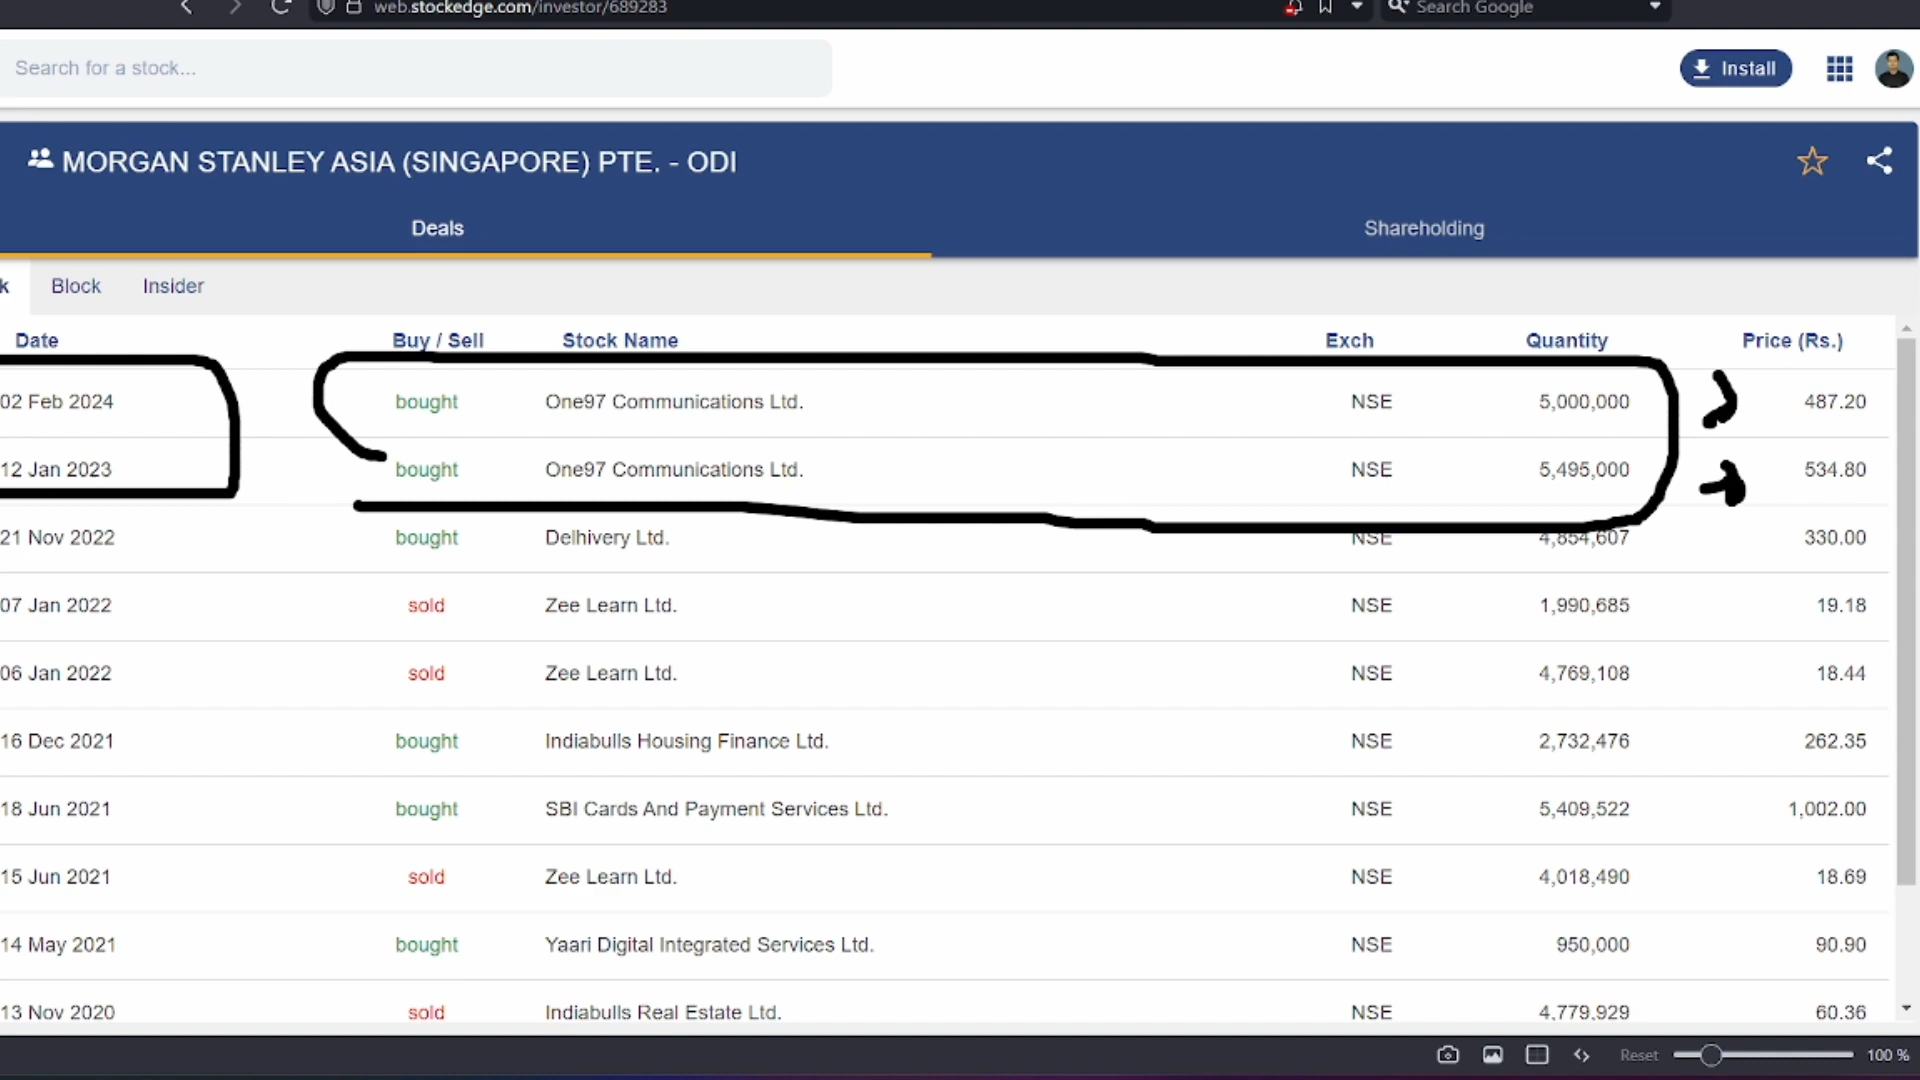 web.stockedge.com/investor/689283 Search Google
Search for a stock... Install
MORGAN STANLEY ASIA (SINGAPORE) PTE. - ODI
Deals Shareholding
k Block Insider
Date Buy / Sell Stock Name Exch Quantity Price (Rs.)
02 Feb 2024 bought One97 Communications Ltd. NSE 5,000,000 487.20
12 Jan 2023 bought One97 Communications Ltd. NSE 5,495,000 534.80
21 Nov 2022 bought Delhivery Ltd. NSE 4,854,607 330.00
07 Jan 2022 sold Zee Learn Ltd. NSE 1,990,685 19.18
06 Jan 2022 sold Zee Learn Ltd. NSE 4,769,108 18.44
16 Dec 2021 bought Indiabulls Housing Finance Ltd. NSE 2,732,476 262.35
18 Jun 2021 bought SBI Cards And Payment Services Ltd. NSE 5,409,522 1,002.00
15 Jun 2021 sold Zee Learn Ltd. NSE 4,018,490 18.69
14 May 2021 bought Yaari Digital Integrated Services Ltd. NSE 950,000 90.90
13 Nov 2020 sold Indiabulls Real Estate Ltd. NSE 4,779,929 60.36
Reset 100 %